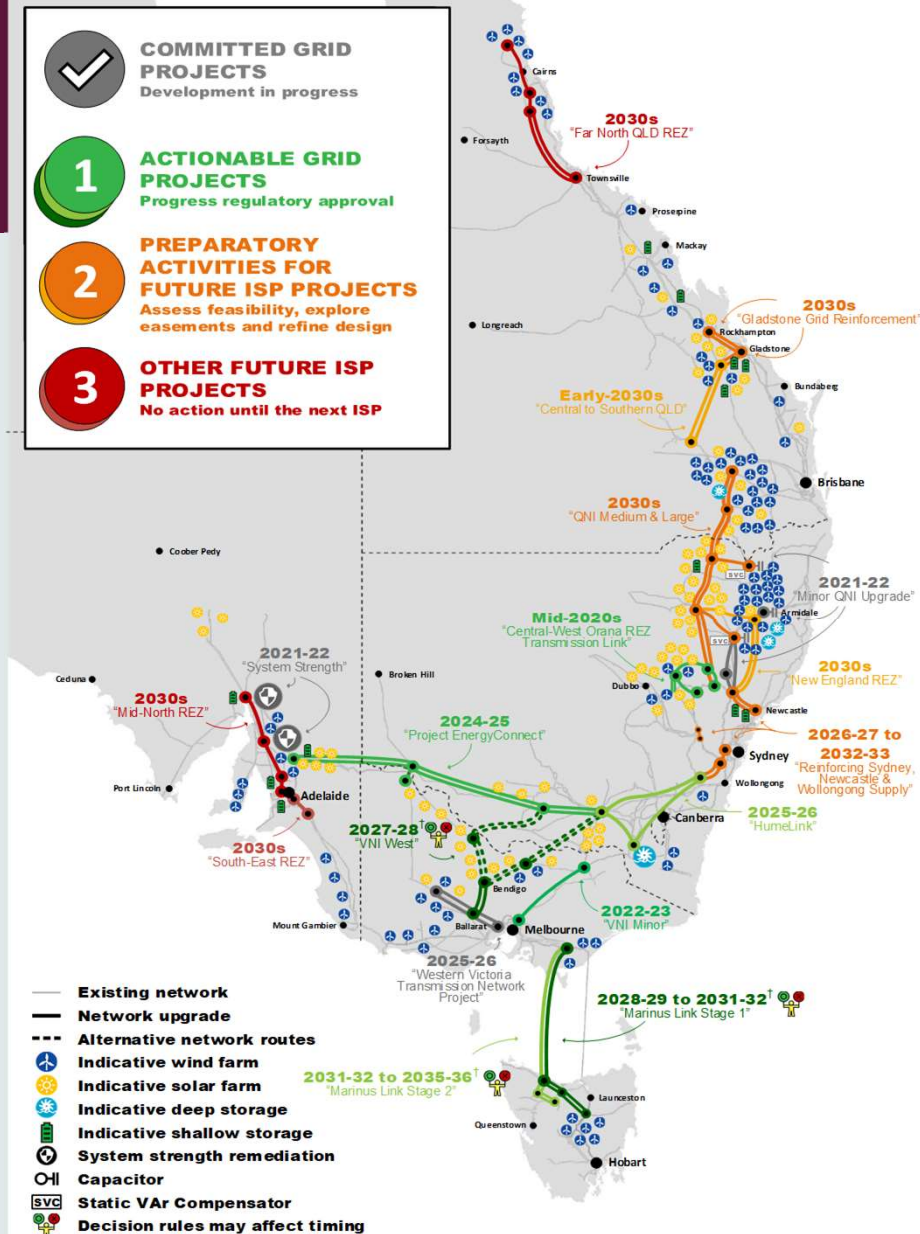 COMMITTED GRID
PROJECTS
Development in progress
1
ACTIONABLE GRID
PROJECTS
Progress regulatory approval
2
PREPARATORY
ACTIVITIES FOR
FUTURE ISP PROJECTS
Assess feasibility, explore
easements and refine design
3
OTHER FUTURE ISP
PROJECTS
No action until the next ISP
Cairns
2030s
"Far North QLD REZ"
Forsyth
Townsville
Proserpine
Mackay
Longreach
2030s
"Gladstone Grid Reinforcement"
Rockhampton
Gladstone
Bundaberg
Early-2030s
"Central to Southern QLD"
Brisbane
2030s
"QNI Medium & Large"
Coober Pedy
SVC
2021-22
"Minor QNI Upgrade"
Armidale
Mid-2020s
"Central-West Orana REZ
Transmission Link"
SVC
2021-22
"System Strength"
Ceduna
Broken Hill
Dubbo
2030s
"New England REZ"
2030s
"Mid-North REZ"
Newcastle
2024-25
"Project EnergyConnect"
2026-27 to
2032-33
"Reinforcing Sydney,
Newcastle &
Wollongong Supply"
Sydney
Wollongong
Port Lincoln
Adelaide
Canberra
2025-26
"HumeLink"
2027-28†
"VNI West"
2030s
"South-East REZ"
Bendigo
2022-23
"VNI Minor"
Mount Gambier
Ballarat
Melbourne
2025-26
"Western Victoria
Transmission Network
Project"
2028-29 to 2031-32†
"Marinus Link Stage 1"
2031-32 to 2035-36†
"Marinus Link Stage 2"
Launceston
Queenstown
Hobart
Existing network
Network upgrade
Alternative network routes
Indicative wind farm
Indicative solar farm
Indicative deep storage
Indicative shallow storage
System strength remediation
Capacitor
SVC Static VAr Compensator
Decision rules may affect timing